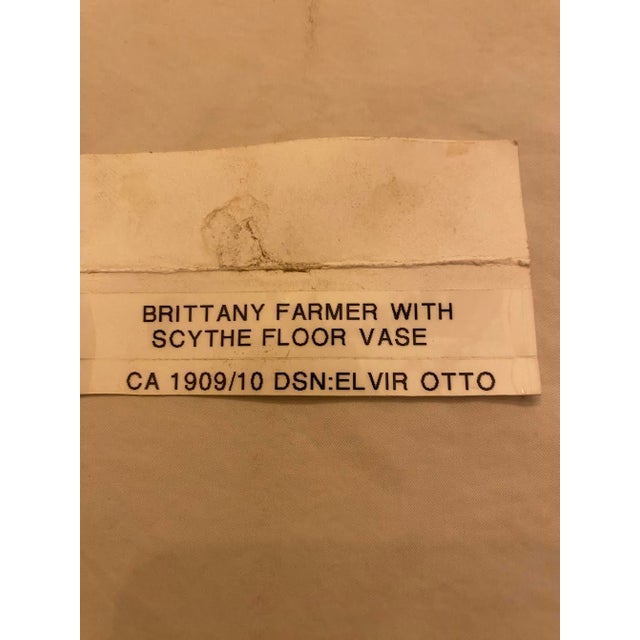 BRITTANY FARMER WITH
SCYTHE FLOOR VASE
CA 1909/10 DSN:ELVIR OTTO